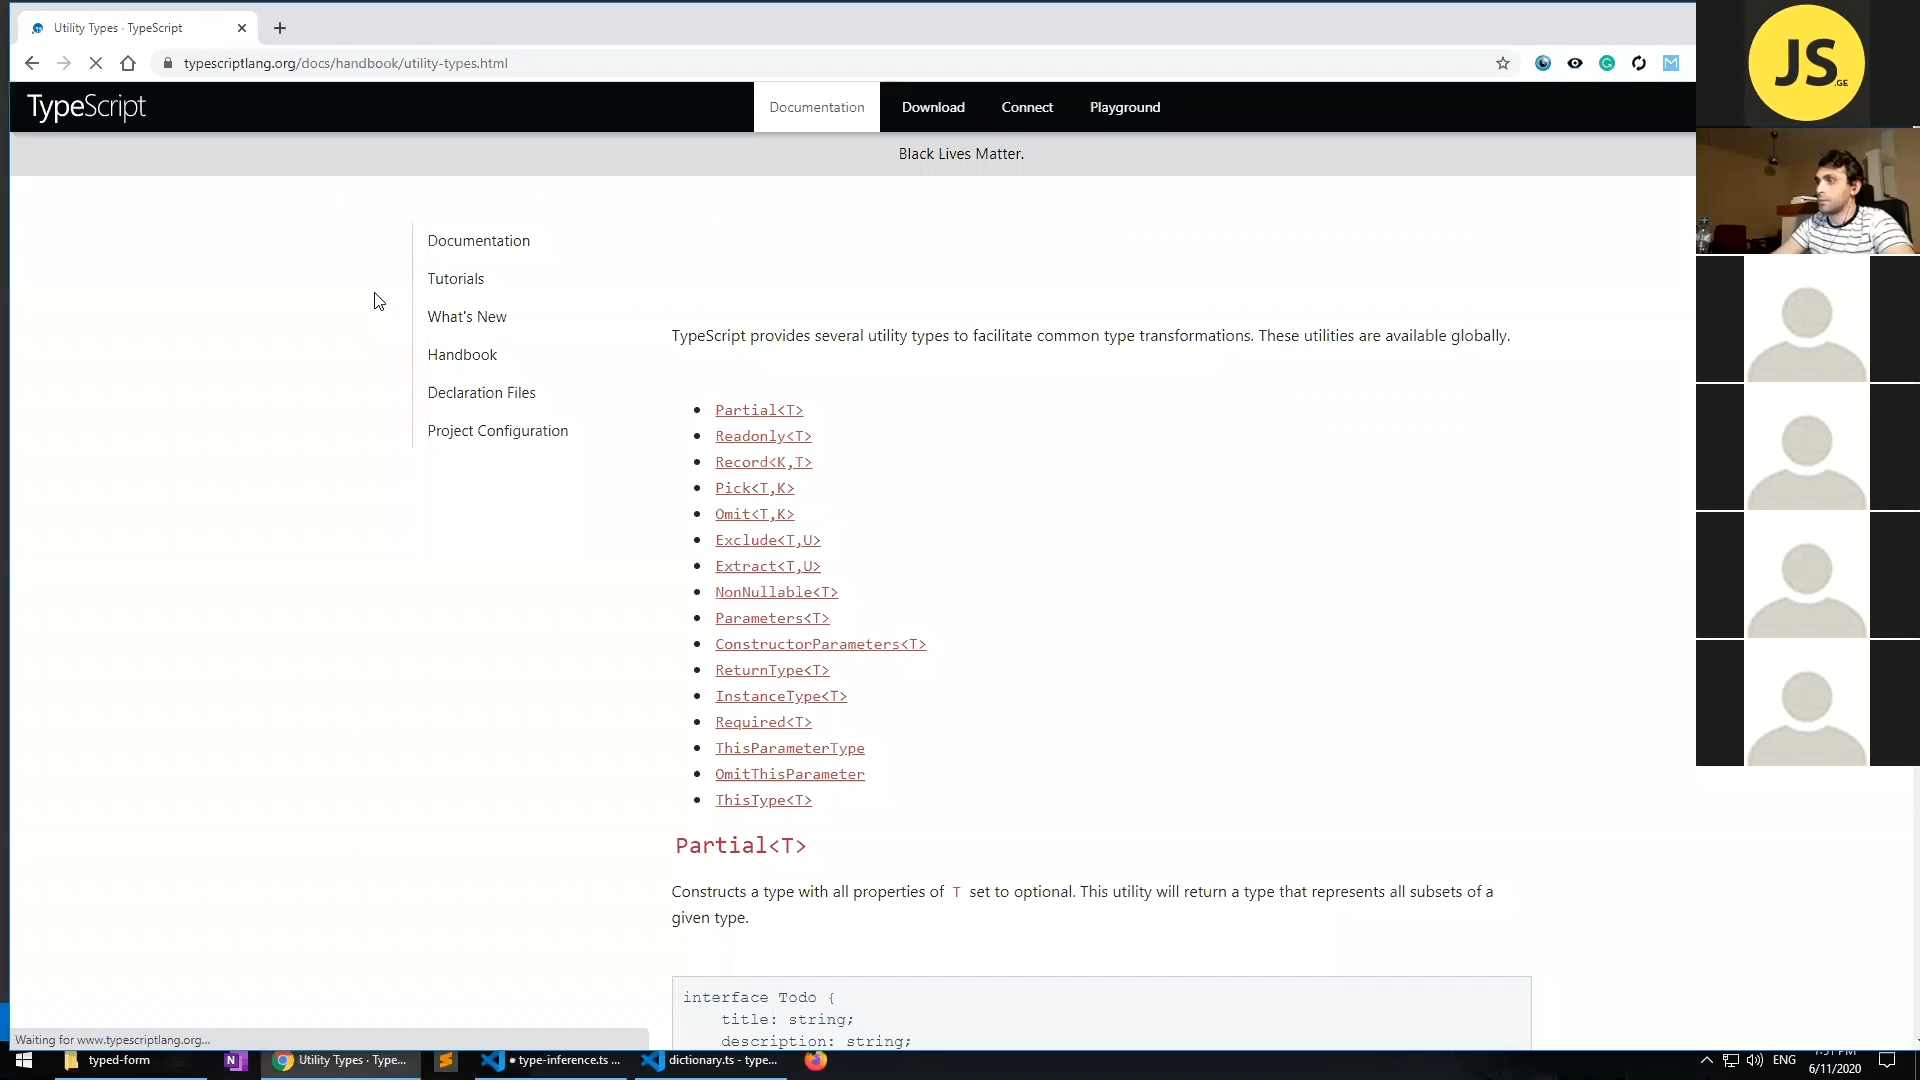 Utility Types · TypeScript
typescriptlang.org/docs/handbook/utility-types.html
TypeScript
Documentation
Download
Connect
Playground
Black Lives Matter.
JS
.GE
Documentation
Tutorials
What's New
Handbook
Declaration Files
Project Configuration
TypeScript provides several utility types to facilitate common type transformations. These utilities are available globally.
Partial<T>
Readonly<T>
Record<K,T>
Pick<T,K>
Omit<T,K>
Exclude<T,U>
Extract<T,U>
NonNullable<T>
Parameters<T>
ConstructorParameters<T>
ReturnType<T>
InstanceType<T>
Required<T>
ThisParameterType
OmitThisParameter
ThisType<T>
Partial<T>
Constructs a type with all properties of T set to optional. This utility will return a type that represents all subsets of a
given type.
interface Todo {
title: string;
description: string;
Waiting for www.typescriptlang.org...
typed-form
Utility Types · Type...
• type-inference.ts ...
dictionary.ts - type...
ENG
6/11/2020